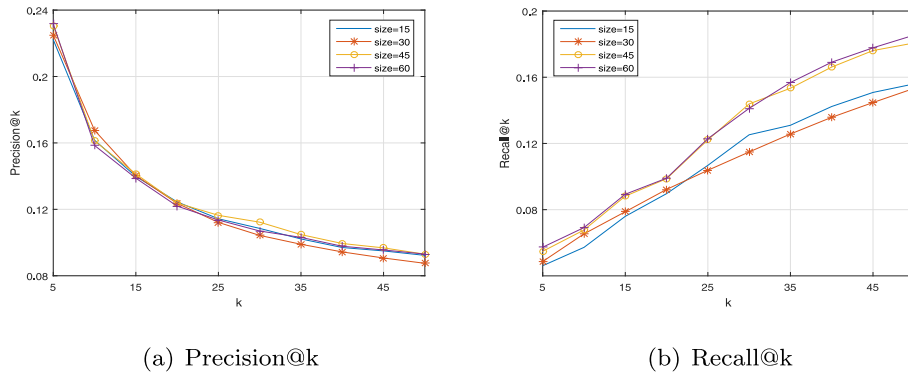 0.24
0.2
0.16
0.12
0.08
Precision@k
5
15
25
35
45
k
size=15
size=30
size=45
size=60
(a) Precision@k
0.2
0.16
0.12
0.08
Recall@k
5
15
25
35
45
k
size=15
size=30
size=45
size=60
(b) Recall@k